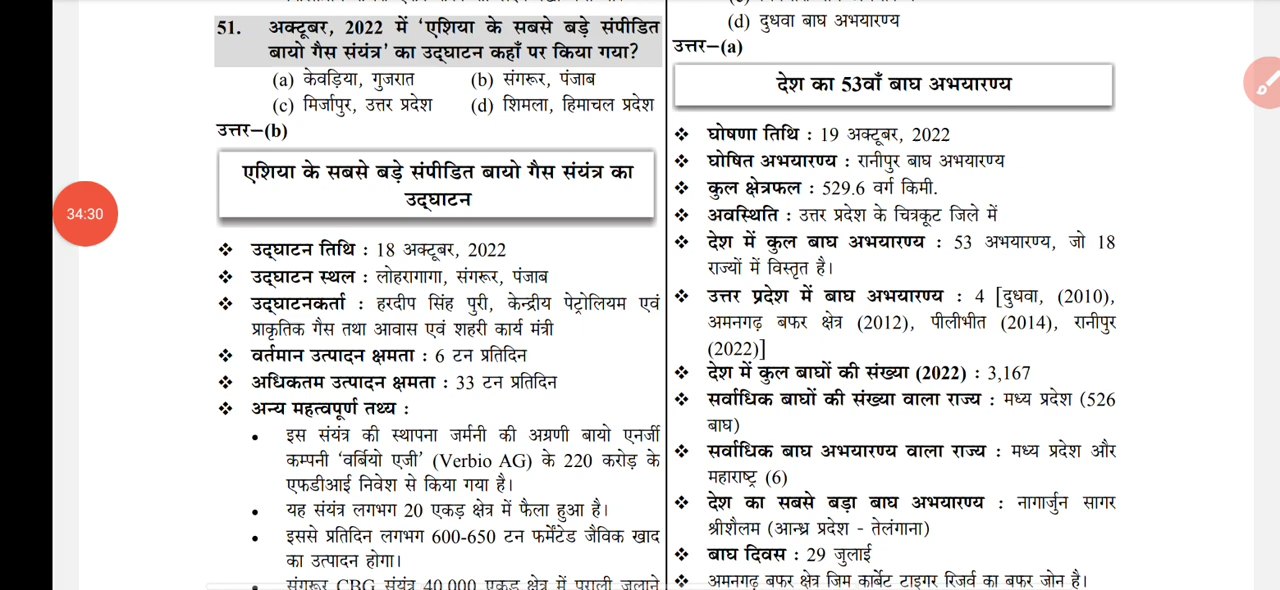 51. अक्टूबर, 2022 में ‘एशिया के सबसे बड़े संपीडित
बायो गैस संयंत्र’ का उद्घाटन कहाँ पर किया गया?
(a) केवड़िया, गुजरात (b) संगरूर, पंजाब
(c) मिर्जापुर, उत्तर प्रदेश (d) शिमला, हिमाचल प्रदेश
उत्तर–(b)
एशिया के सबसे बड़े संपीडित बायो गैस संयंत्र का
उद्घाटन
❖ उद्घाटन तिथि : 18 अक्टूबर, 2022
❖ उद्घाटन स्थल : लोहरागागा, संगरूर, पंजाब
❖ उद्घाटनकर्ता : हरदीप सिंह पुरी, केन्द्रीय पेट्रोलियम एवं
प्राकृतिक गैस तथा आवास एवं शहरी कार्य मंत्री
❖ वर्तमान उत्पादन क्षमता : 6 टन प्रतिदिन
❖ अधिकतम उत्पादन क्षमता : 33 टन प्रतिदिन
❖ अन्य महत्वपूर्ण तथ्य :
• इस संयंत्र की स्थापना जर्मनी की अग्रणी बायो एनर्जी
कम्पनी ‘वर्बियो एजी’ (Verbio AG) के 220 करोड़ के
एफडीआई निवेश से किया गया है।
• यह संयंत्र लगभग 20 एकड़ क्षेत्र में फैला हुआ है।
• इससे प्रतिदिन लगभग 600-650 टन फर्मेंटेड जैविक खाद
का उत्पादन होगा।
• संगरूर CBG संयंत्र 40,000 एकड़ क्षेत्र में पराली जलाने
(d) दुधवा बाघ अभयारण्य
उत्तर–(a)
देश का 53वाँ बाघ अभयारण्य
❖ घोषणा तिथि : 19 अक्टूबर, 2022
❖ घोषित अभयारण्य : रानीपुर बाघ अभयारण्य
❖ कुल क्षेत्रफल : 529.6 वर्ग किमी.
❖ अवस्थिति : उत्तर प्रदेश के चित्रकूट जिले में
❖ देश में कुल बाघ अभयारण्य : 53 अभयारण्य, जो 18
राज्यों में विस्तृत है।
❖ उत्तर प्रदेश में बाघ अभयारण्य : 4 [दुधवा, (2010),
अमनगढ़ बफर क्षेत्र (2012), पीलीभीत (2014), रानीपुर
(2022)]
❖ देश में कुल बाघों की संख्या (2022) : 3,167
❖ सर्वाधिक बाघों की संख्या वाला राज्य : मध्य प्रदेश (526
बाघ)
❖ सर्वाधिक बाघ अभयारण्य वाला राज्य : मध्य प्रदेश और
महाराष्ट्र (6)
❖ देश का सबसे बड़ा बाघ अभयारण्य : नागार्जुन सागर
श्रीशैलम (आन्ध्र प्रदेश - तेलंगाना)
❖ बाघ दिवस : 29 जुलाई
❖ अमनगढ़ बफर क्षेत्र जिम कार्बेट टाइगर रिजर्व का बफर जोन है।
34:30